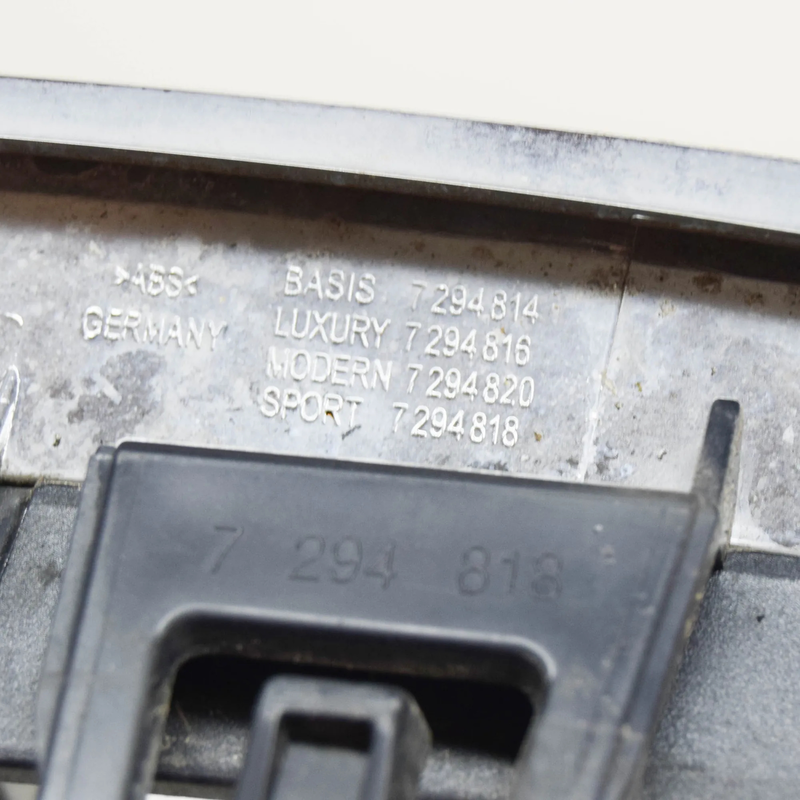 >ABS< BASIS 7294814
GERMANY LUXURY 7294816
MODERN 7294820
SPORT 7294818
7 294 818